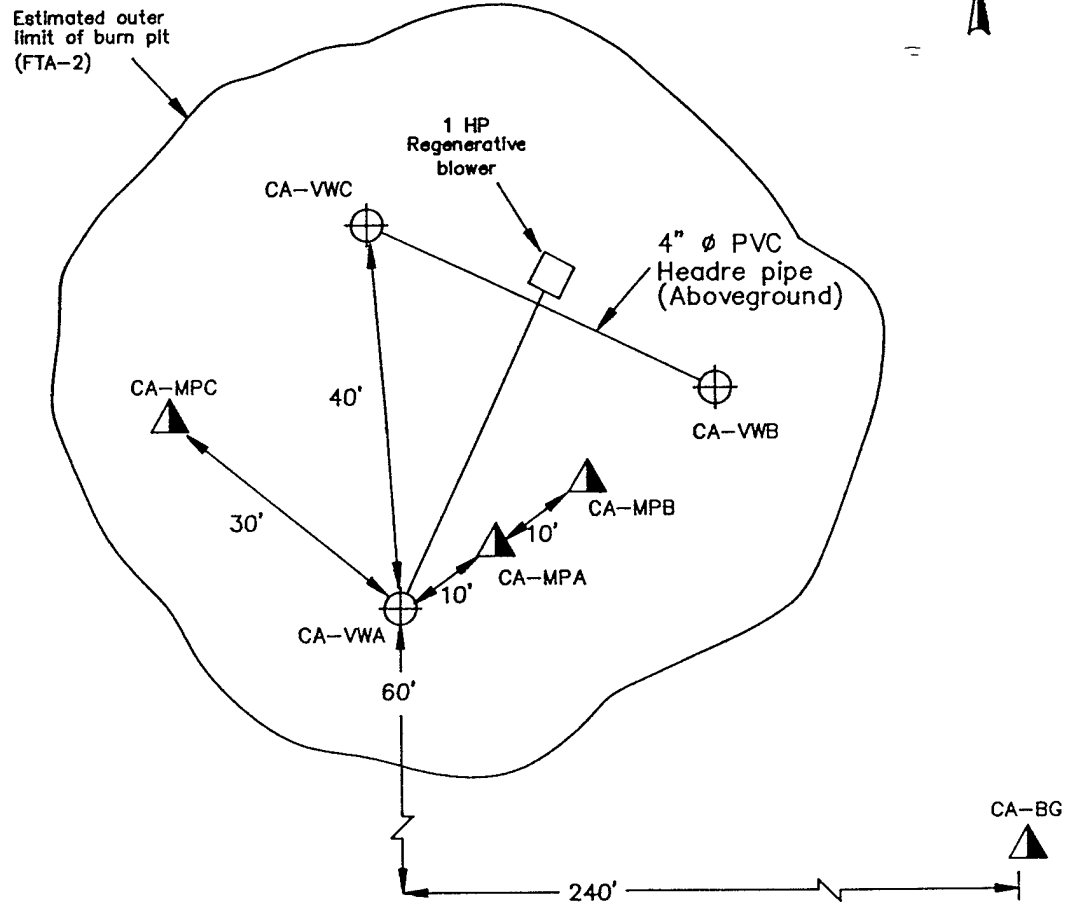 Estimated outer
limit of burn pit
(FTA-2)
1 HP
Regenerative
blower
CA-VWC
4" ø PVC
Headre pipe
(Aboveground)
CA-MPC
40'
CA-VWB
30'
CA-MPB
10'
CA-MPA
10'
CA-VWA
60'
CA-BG
240'